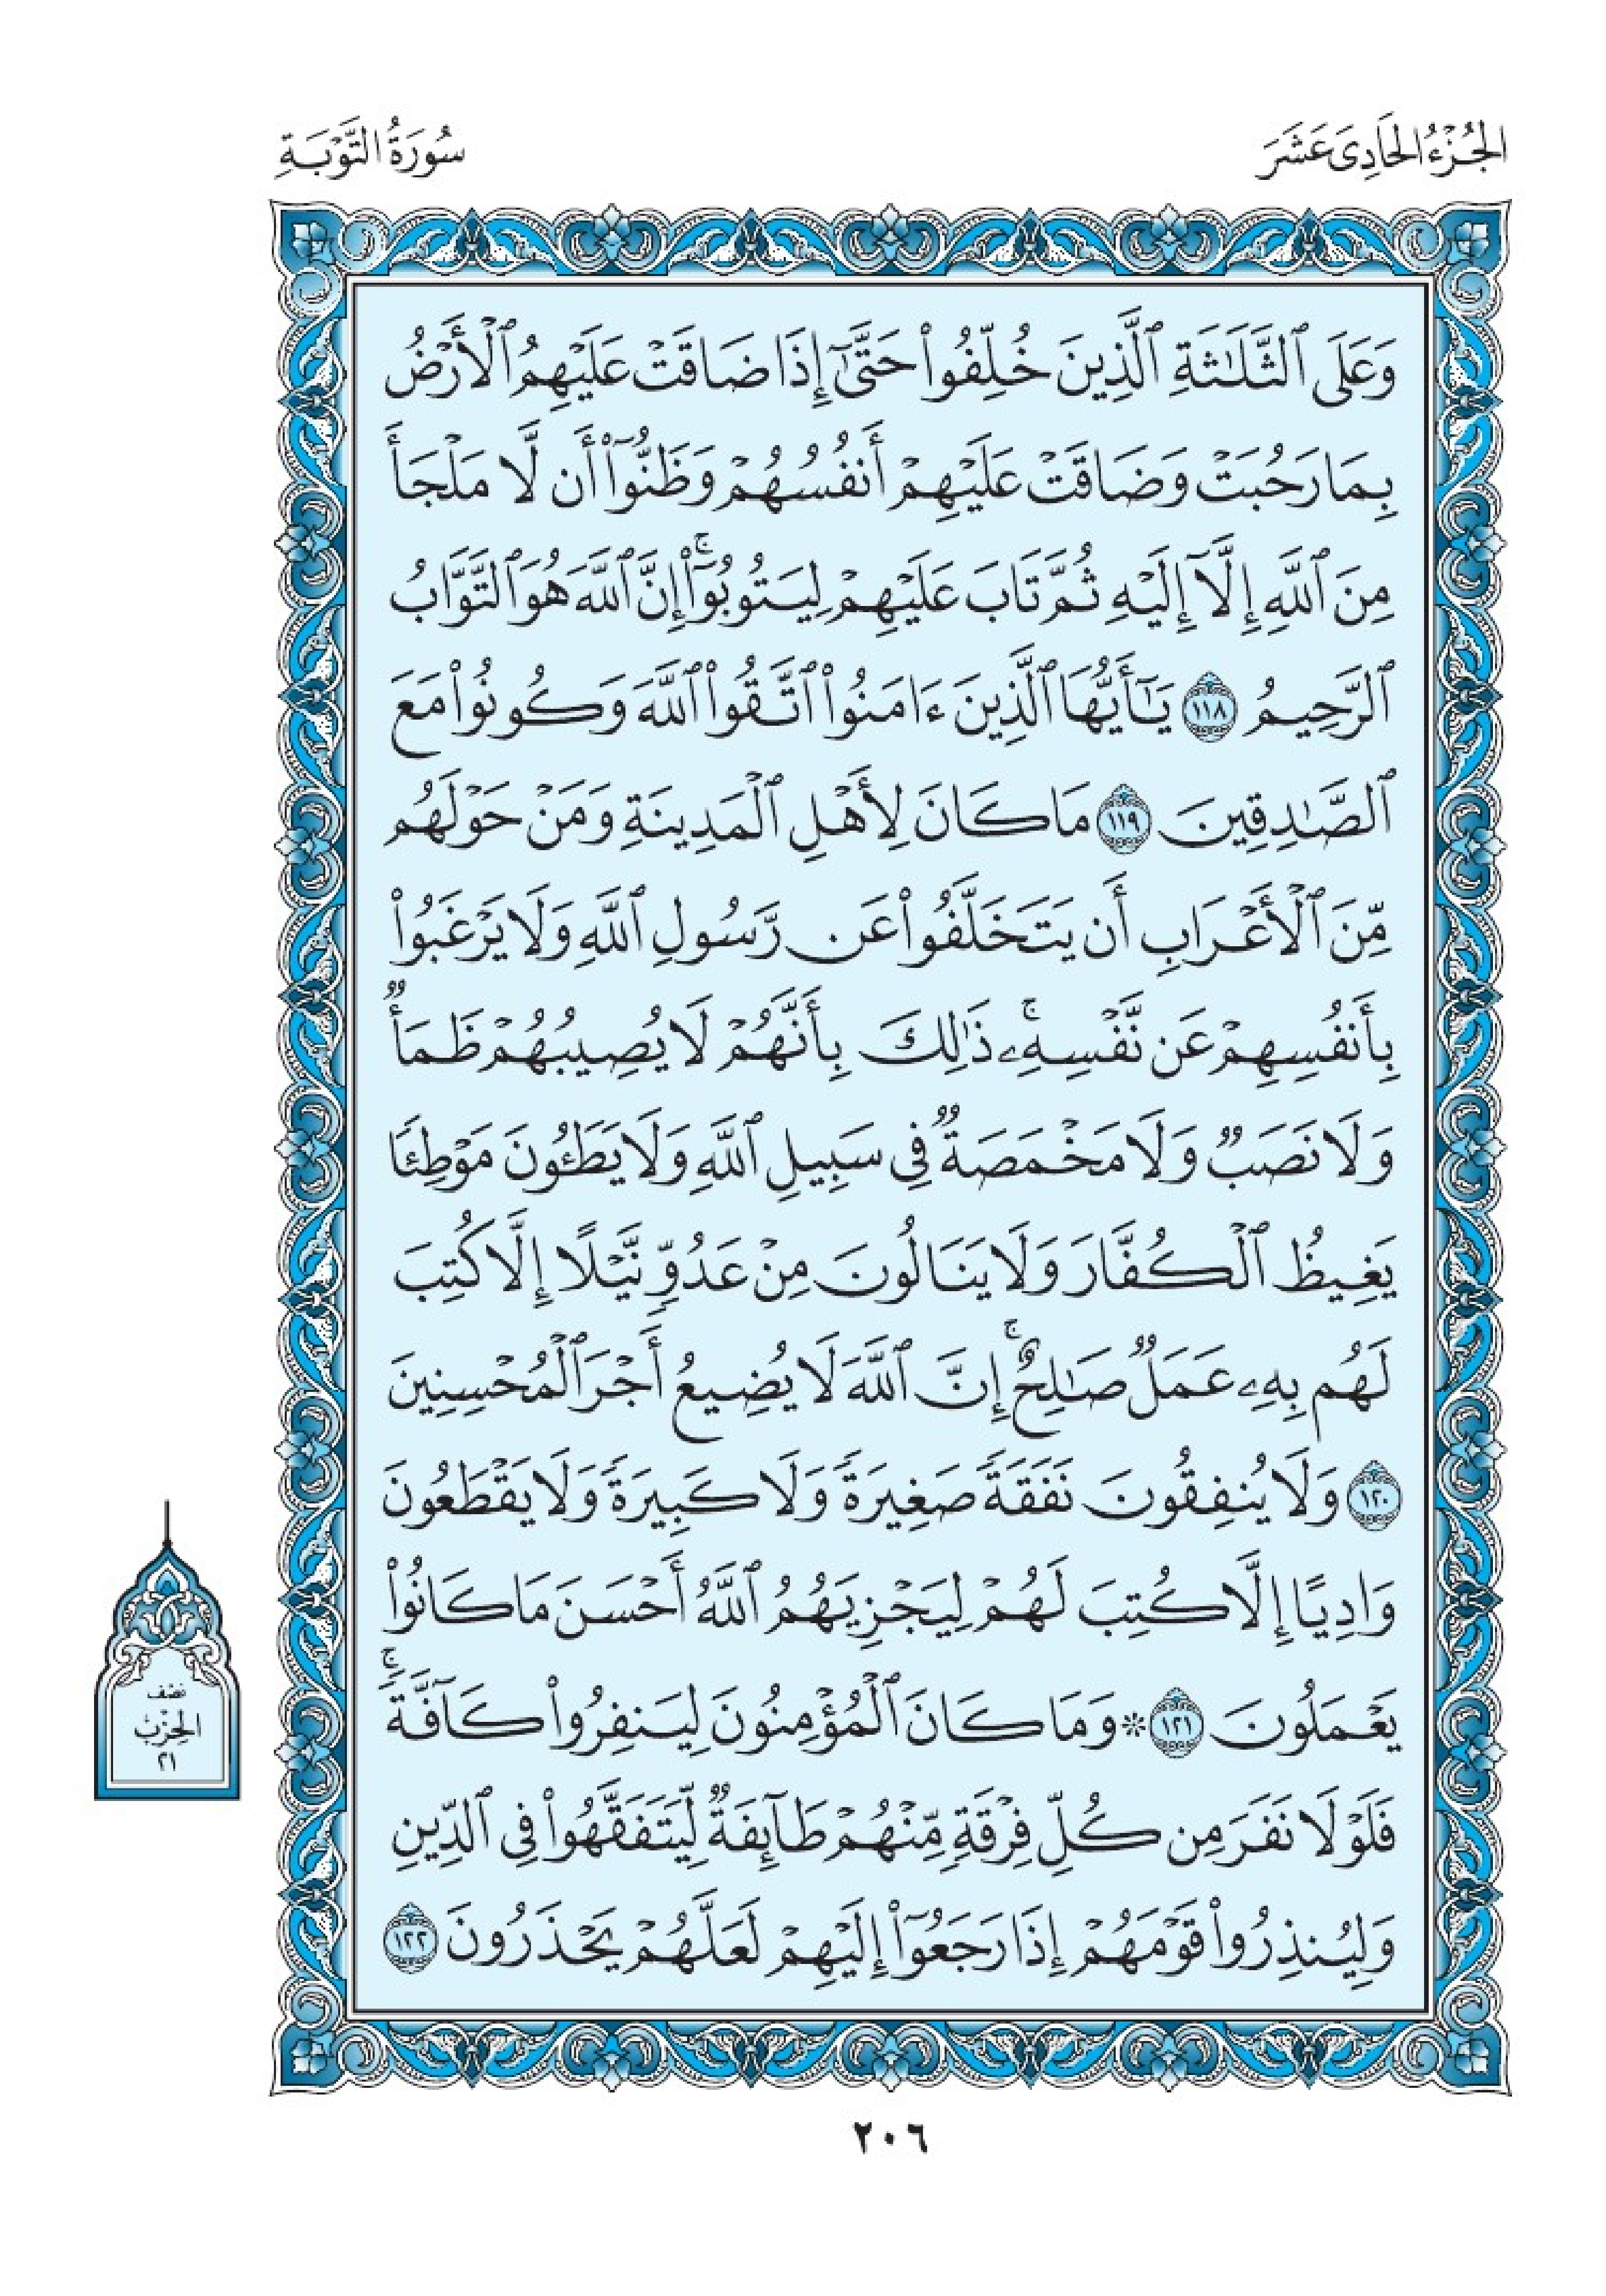 الجُزْءُ الحَادِى عَشَرَ
سُورَةُ التَّوْبَةِ
وَعَلَى ٱلثَّلَـٰثَةِ ٱلَّذِينَ خُلِّفُوا۟ حَتَّىٰٓ إِذَا ضَاقَتْ عَلَيْهِمُ ٱلْأَرْضُ
بِمَا رَحُبَتْ وَضَاقَتْ عَلَيْهِمْ أَنفُسُهُمْ وَظَنُّوٓا۟ أَن لَّا مَلْجَأَ
مِنَ ٱللَّهِ إِلَّآ إِلَيْهِ ثُمَّ تَابَ عَلَيْهِمْ لِيَتُوبُوٓا۟ ۚ إِنَّ ٱللَّهَ هُوَ ٱلتَّوَّابُ
ٱلرَّحِيمُ ١١٨ يَـٰٓأَيُّهَا ٱلَّذِينَ ءَامَنُوا۟ ٱتَّقُوا۟ ٱللَّهَ وَكُونُوا۟ مَعَ
ٱلصَّـٰدِقِينَ ١١٩ مَا كَانَ لِأَهْلِ ٱلْمَدِينَةِ وَمَنْ حَوْلَهُم
مِّنَ ٱلْأَعْرَابِ أَن يَتَخَلَّفُوا۟ عَن رَّسُولِ ٱللَّهِ وَلَا يَرْغَبُوا۟
بِأَنفُسِهِمْ عَن نَّفْسِهِۦ ۚ ذَٰلِكَ بِأَنَّهُمْ لَا يُصِيبُهُمْ ظَمَأٌ
وَلَا نَصَبٌ وَلَا مَخْمَصَةٌ فِى سَبِيلِ ٱللَّهِ وَلَا يَطَـُٔونَ مَوْطِئًا
يَغِيظُ ٱلْكُفَّارَ وَلَا يَنَالُونَ مِنْ عَدُوٍّ نَّيْلًا إِلَّا كُتِبَ
لَهُم بِهِۦ عَمَلٌ صَـٰلِحٌ ۚ إِنَّ ٱللَّهَ لَا يُضِيعُ أَجْرَ ٱلْمُحْسِنِينَ
١٢٠ وَلَا يُنفِقُونَ نَفَقَةً صَغِيرَةً وَلَا كَبِيرَةً وَلَا يَقْطَعُونَ
وَادِيًا إِلَّا كُتِبَ لَهُمْ لِيَجْزِيَهُمُ ٱللَّهُ أَحْسَنَ مَا كَانُوا۟
يَعْمَلُونَ ١٢١ ۞ وَمَا كَانَ ٱلْمُؤْمِنُونَ لِيَنفِرُوا۟ كَآفَّةً ۚ
فَلَوْلَا نَفَرَ مِن كُلِّ فِرْقَةٍ مِّنْهُمْ طَآئِفَةٌ لِّيَتَفَقَّهُوا۟ فِى ٱلدِّينِ
وَلِيُنذِرُوا۟ قَوْمَهُمْ إِذَا رَجَعُوٓا۟ إِلَيْهِمْ لَعَلَّهُمْ يَحْذَرُونَ ١٢٢
نصْف
الحِزْبِ
٢١
٢٠٦